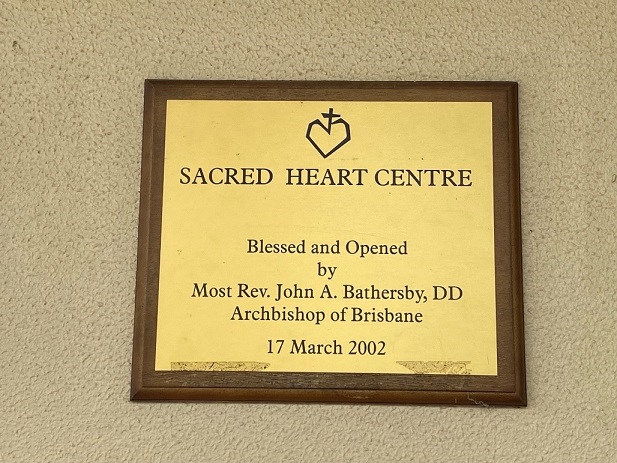 SACRED HEART CENTRE
Blessed and Opened
by
Most Rev. John A. Bathersby, DD
Archbishop of Brisbane
17 March 2002